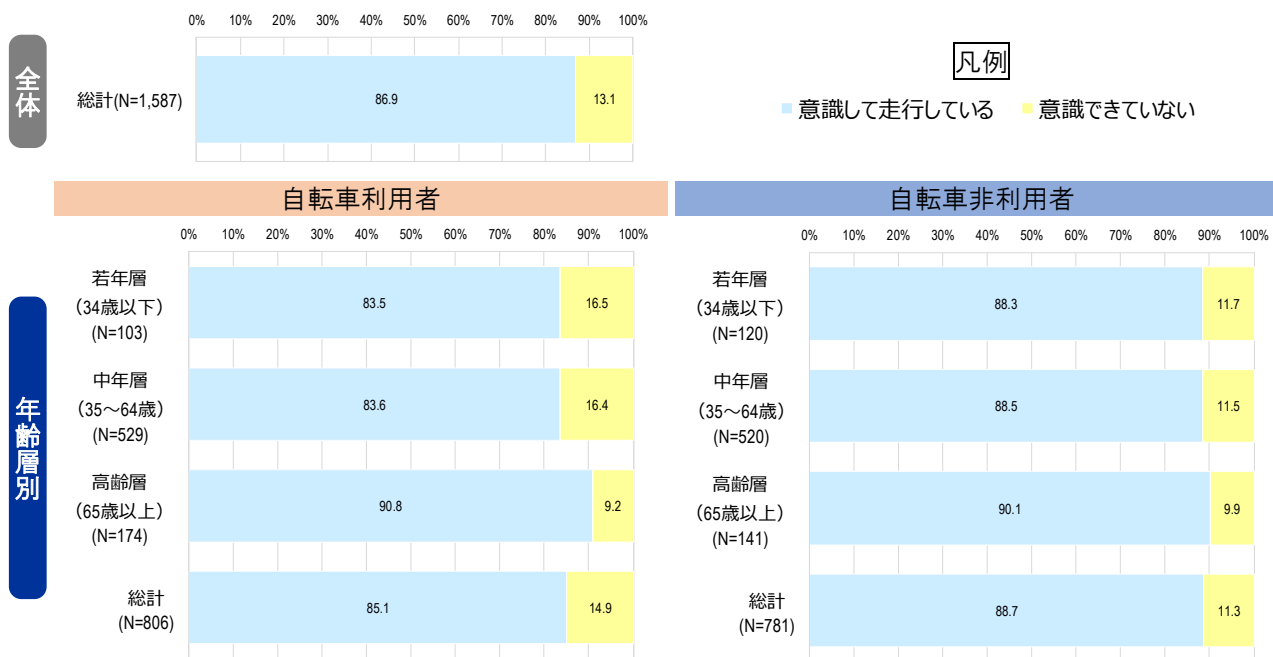 0% 10% 20% 30% 40% 50% 60% 70% 80% 90% 100%
全体
総計(N=1,587)
86.9 13.1
凡例
意識して走行している 意識できていない
自転車利用者
自転車非利用者
年齢層別
0% 10% 20% 30% 40% 50% 60% 70% 80% 90% 100%
若年層
（34歳以下）
(N=103)
83.5 16.5
中年層
（35～64歳）
(N=529)
83.6 16.4
高齢層
（65歳以上）
(N=174)
90.8 9.2
総計
(N=806)
85.1 14.9
0% 10% 20% 30% 40% 50% 60% 70% 80% 90% 100%
若年層
（34歳以下）
(N=120)
88.3 11.7
中年層
（35～64歳）
(N=520)
88.5 11.5
高齢層
（65歳以上）
(N=141)
90.1 9.9
総計
(N=781)
88.7 11.3